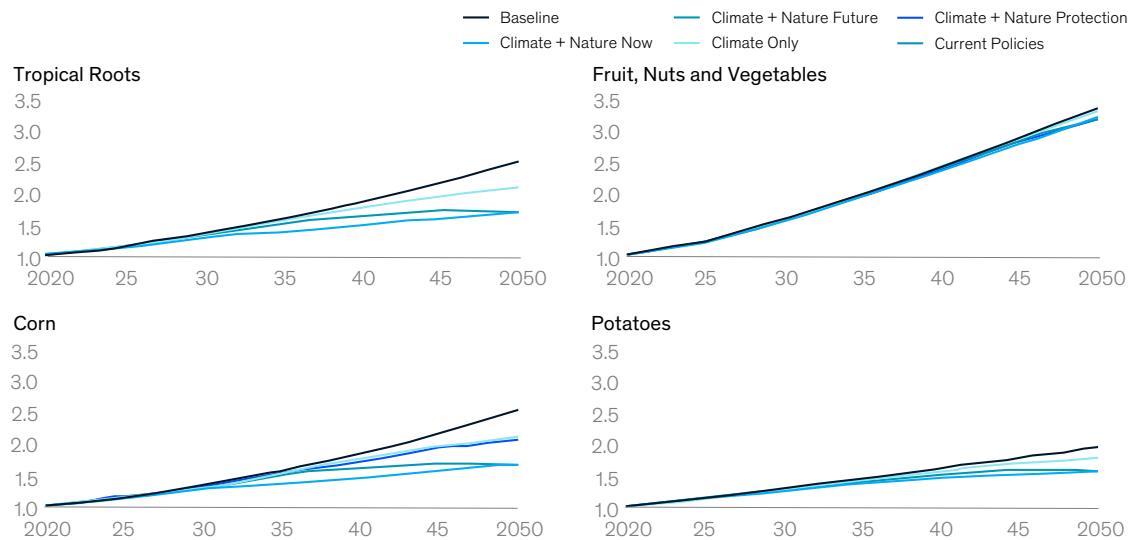 Baseline Climate + Nature Future Climate + Nature Protection
Climate + Nature Now Climate Only Current Policies
Tropical Roots
3.5
3.0
2.5
2.0
1.5
1.0
2020 25 30 35 40 45 2050
Fruit, Nuts and Vegetables
3.5
3.0
2.5
2.0
1.5
1.0
2020 25 30 35 40 45 2050
Corn
3.5
3.0
2.5
2.0
1.5
1.0
2020 25 30 35 40 45 2050
Potatoes
3.5
3.0
2.5
2.0
1.5
1.0
2020 25 30 35 40 45 2050